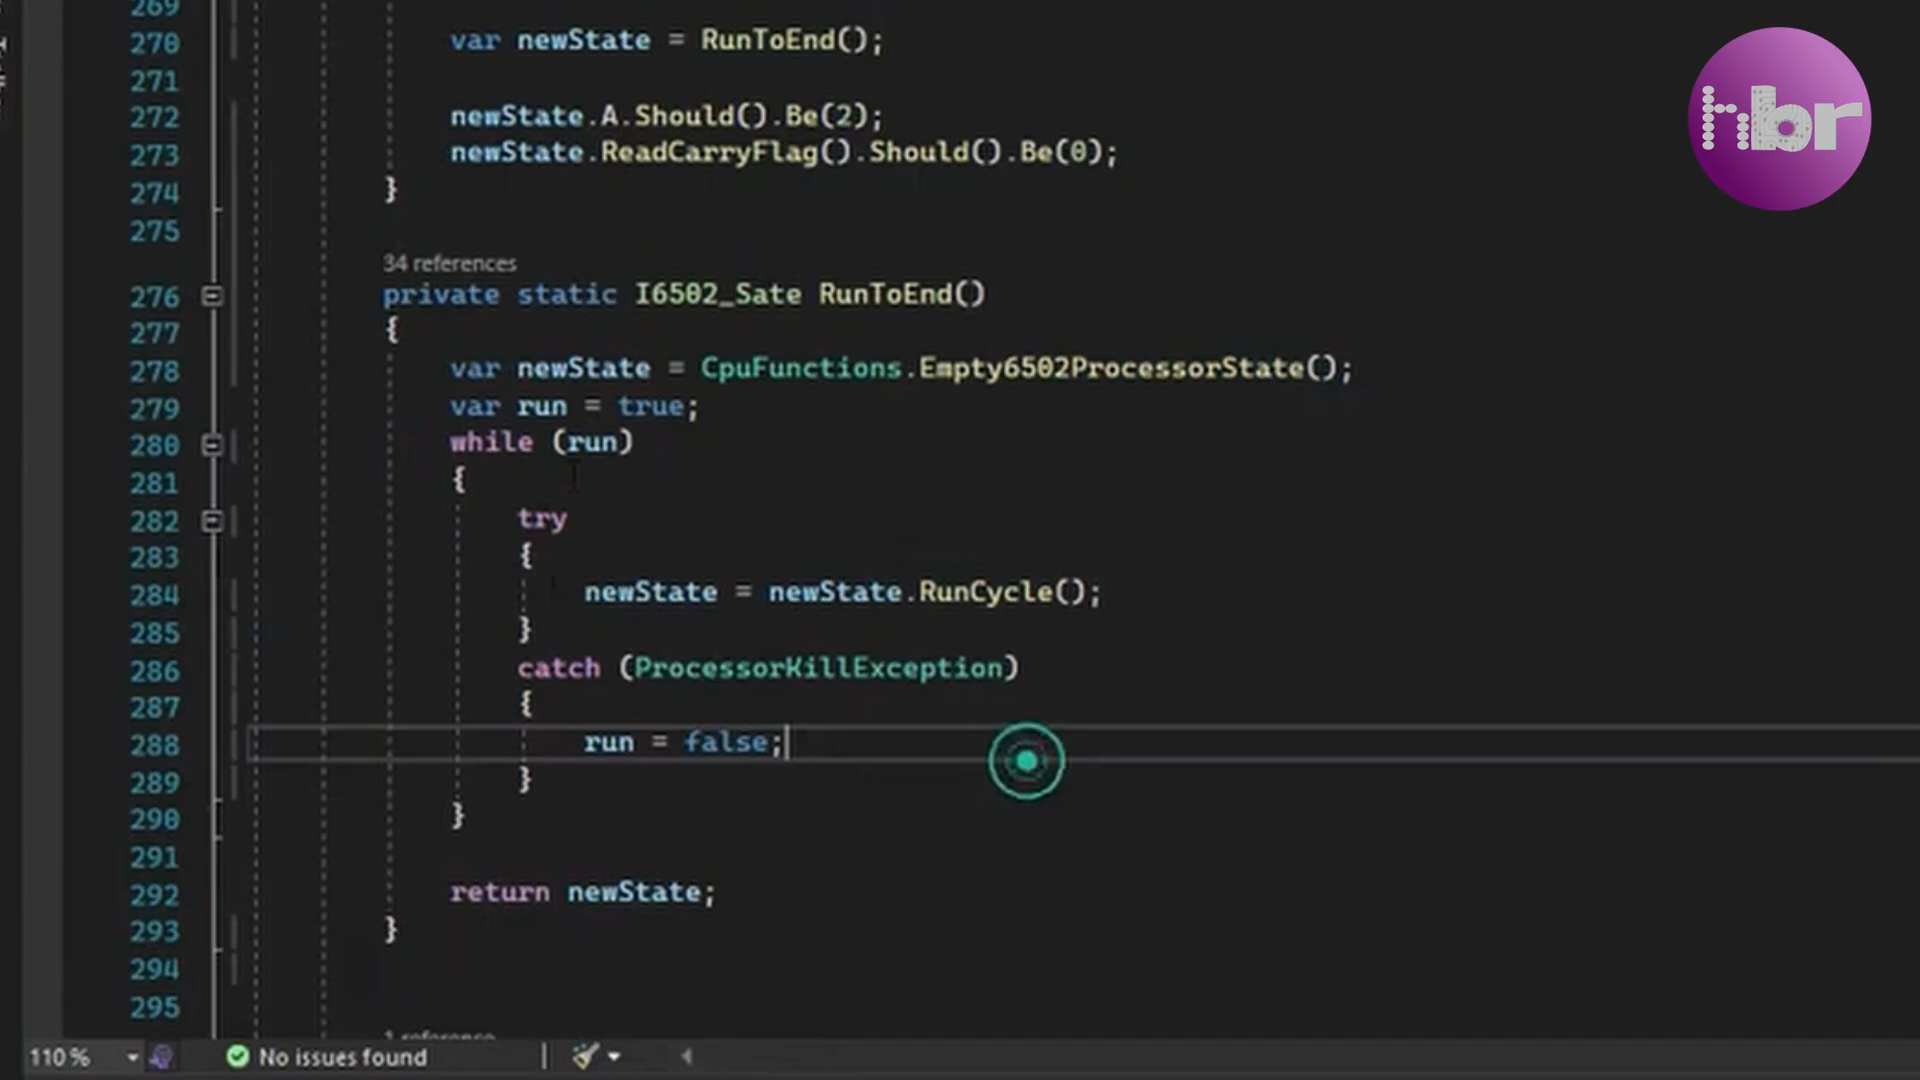 269
270 var newState = RunToEnd();
271
272 newState.A.Should().Be(2);
273 newState.ReadCarryFlag().Should().Be(0);
274 }
275
34 references
276 private static I6502_Sate RunToEnd()
277 {
278 var newState = CpuFunctions.Empty6502ProcessorState();
279 var run = true;
280 while (run)
281 {
282 try
283 {
284 newState = newState.RunCycle();
285 }
286 catch (ProcessorKillException)
287 {
288 run = false;
289 }
290 }
291
292 return newState;
293 }
294
295
1 reference
110 % No issues found
hbr